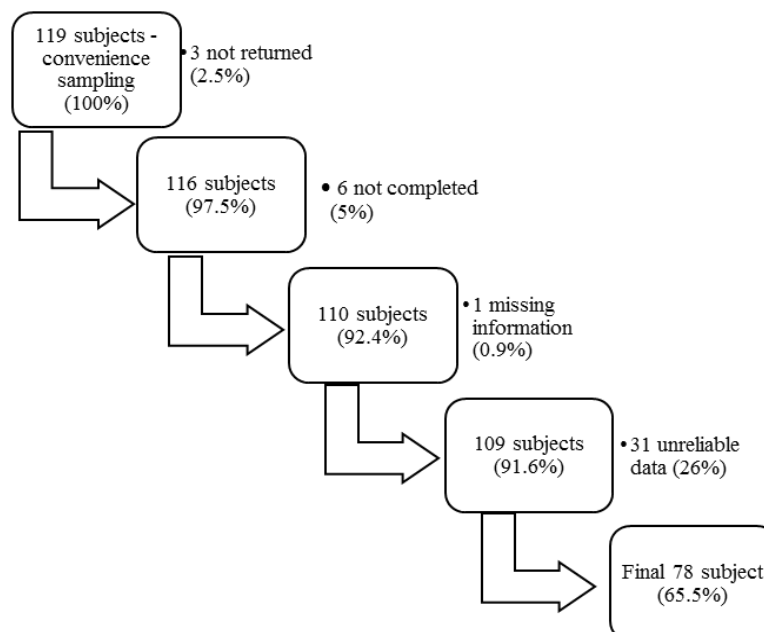 119 subjects -
convenience
sampling
(100%)
• 3 not returned
(2.5%)
116 subjects
(97.5%)
• 6 not completed
(5%)
110 subjects
(92.4%)
• 1 missing
information
(0.9%)
109 subjects
(91.6%)
• 31 unreliable
data (26%)
Final 78 subject
(65.5%)